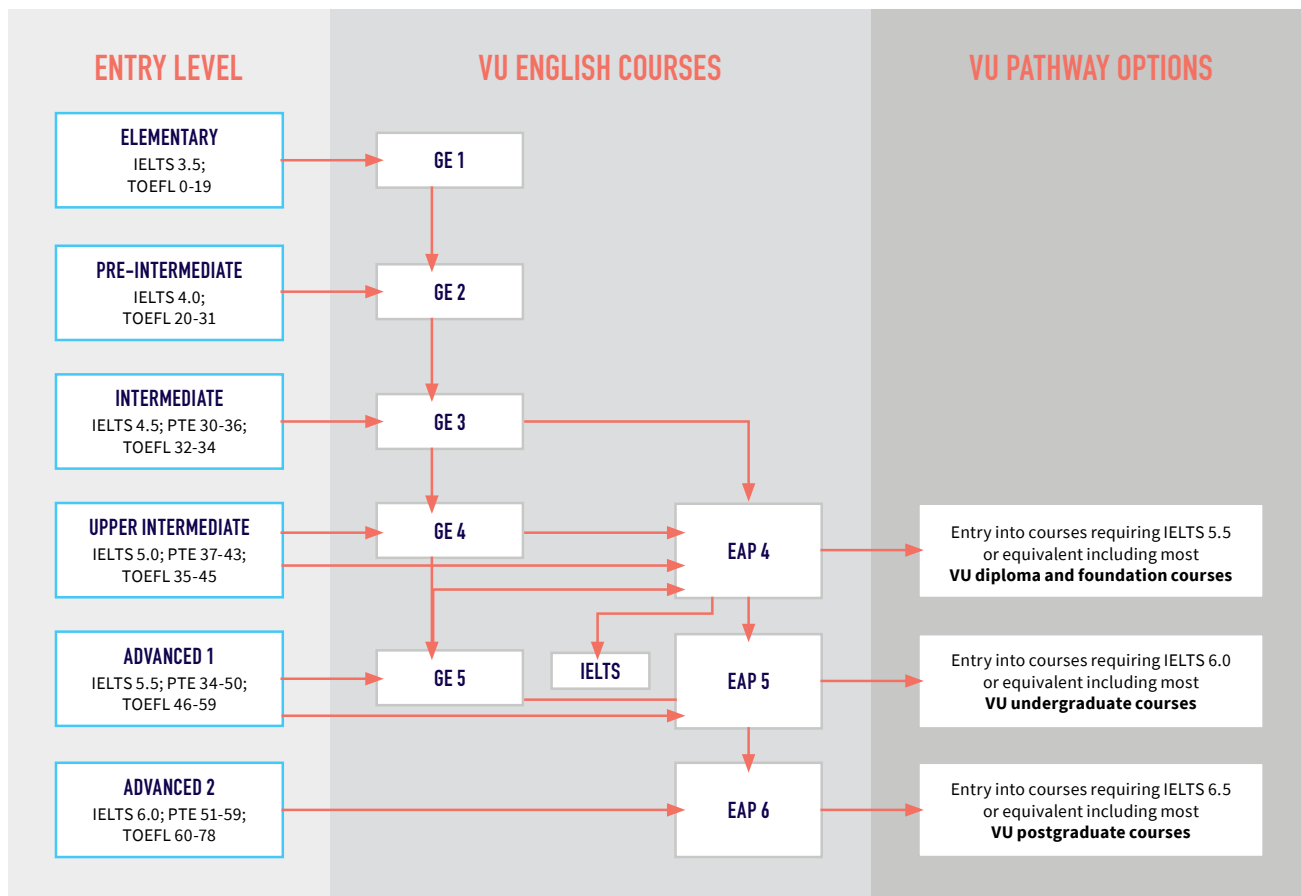 ENTRY LEVEL
VU ENGLISH COURSES
VU PATHWAY OPTIONS
ELEMENTARY
IELTS 3.5;
TOEFL 0-19
GE 1
PRE-INTERMEDIATE
IELTS 4.0;
TOEFL 20-31
GE 2
INTERMEDIATE
IELTS 4.5; PTE 30-36;
TOEFL 32-34
GE 3
UPPER INTERMEDIATE
IELTS 5.0; PTE 37-43;
TOEFL 35-45
GE 4
EAP 4
Entry into courses requiring IELTS 5.5
or equivalent including most
VU diploma and foundation courses
ADVANCED 1
IELTS 5.5; PTE 34-50;
TOEFL 46-59
GE 5
IELTS
EAP 5
Entry into courses requiring IELTS 6.0
or equivalent including most
VU undergraduate courses
ADVANCED 2
IELTS 6.0; PTE 51-59;
TOEFL 60-78
EAP 6
Entry into courses requiring IELTS 6.5
or equivalent including most
VU postgraduate courses